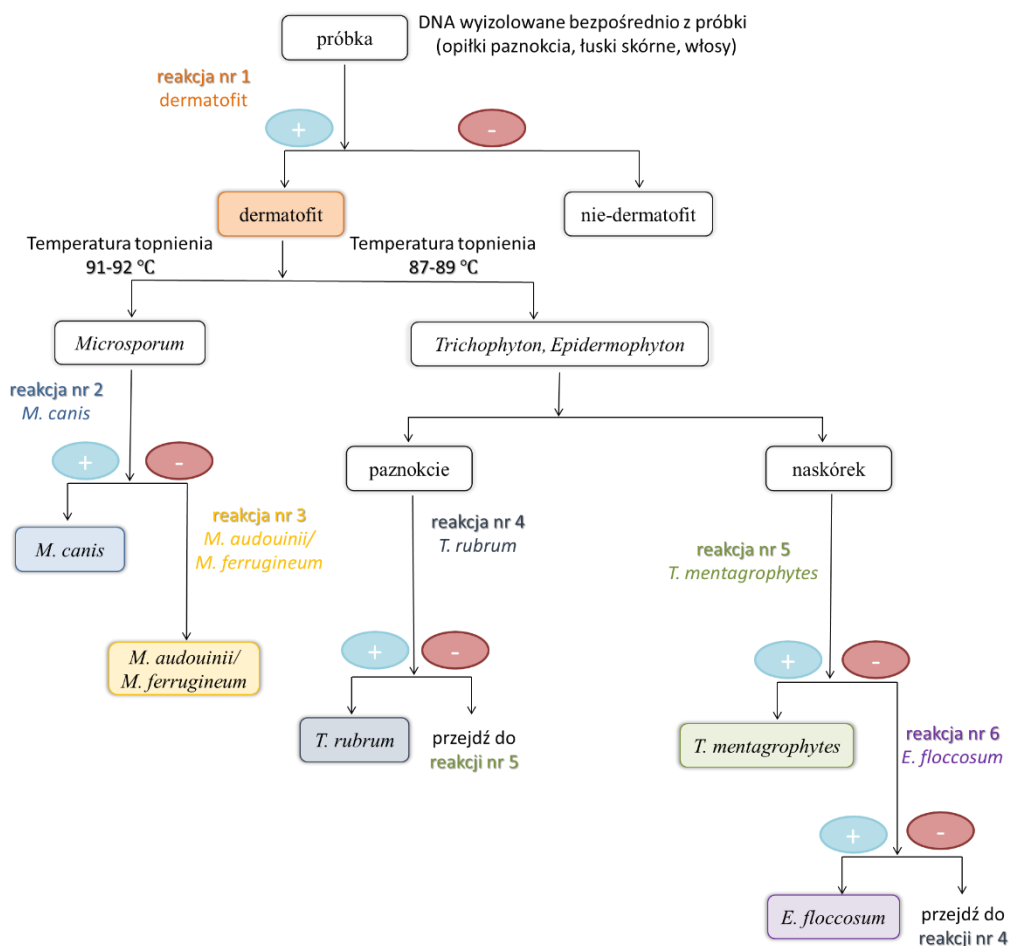 DNA wyizolowane bezpośrednio z próbki
(opiłki paznokcia, łuski skórne, włosy)
próbka
reakcja nr 1
dermatofit
+
-
dermatofit
nie-dermatofit
Temperatura topnienia
91-92 ℃
Temperatura topnienia
87-89 ℃
Microsporum
Trichophyton, Epidermophyton
reakcja nr 2
M. canis
+
-
paznokcie
naskórek
M. canis
reakcja nr 3
M. audouinii/
M. ferrugineum
reakcja nr 4
T. rubrum
reakcja nr 5
T. mentagrophytes
M. audouinii/
M. ferrugineum
+
-
+
-
T. rubrum
przejdź do
reakcji nr 5
T. mentagrophytes
reakcja nr 6
E. floccosum
+
-
E. floccosum
przejdź do
reakcji nr 4